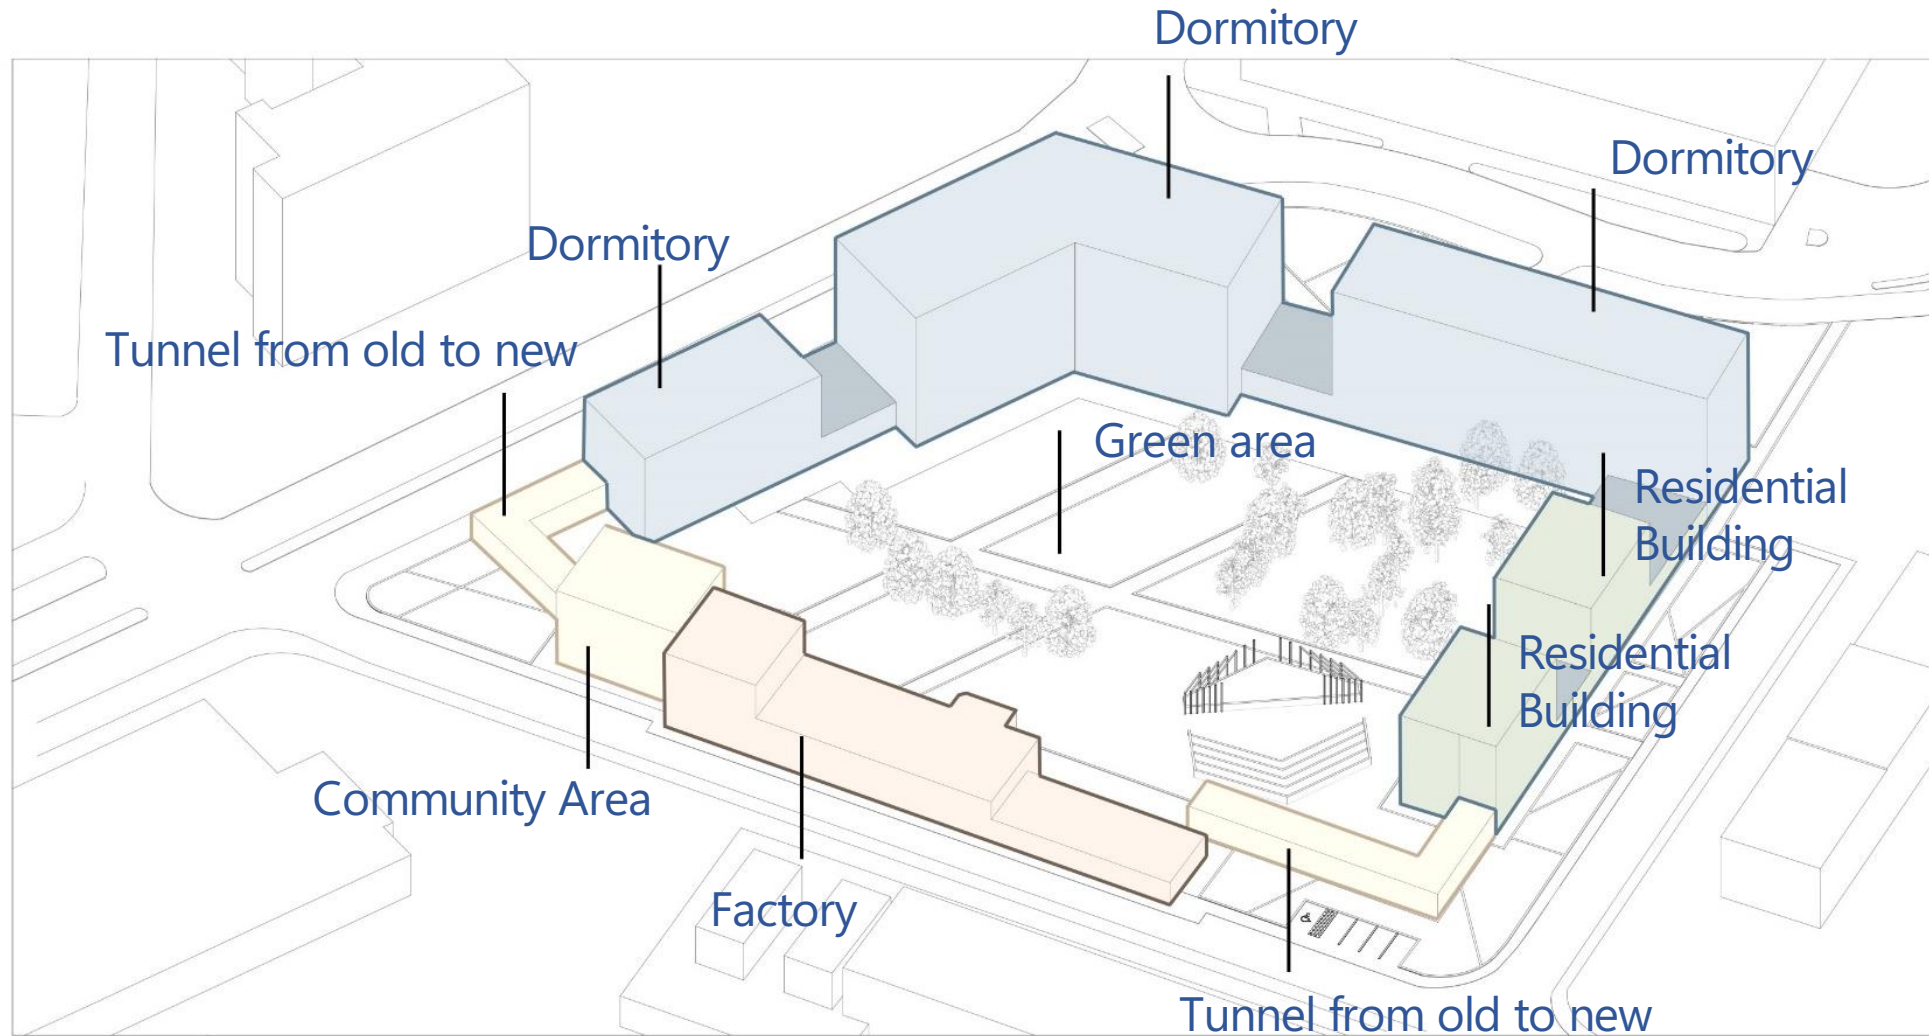 Dormitory
Dormitory
Dormitory
Tunnel from old to new
Green area
Residential
Building
Residential
Building
Community Area
Factory
Tunnel from old to new